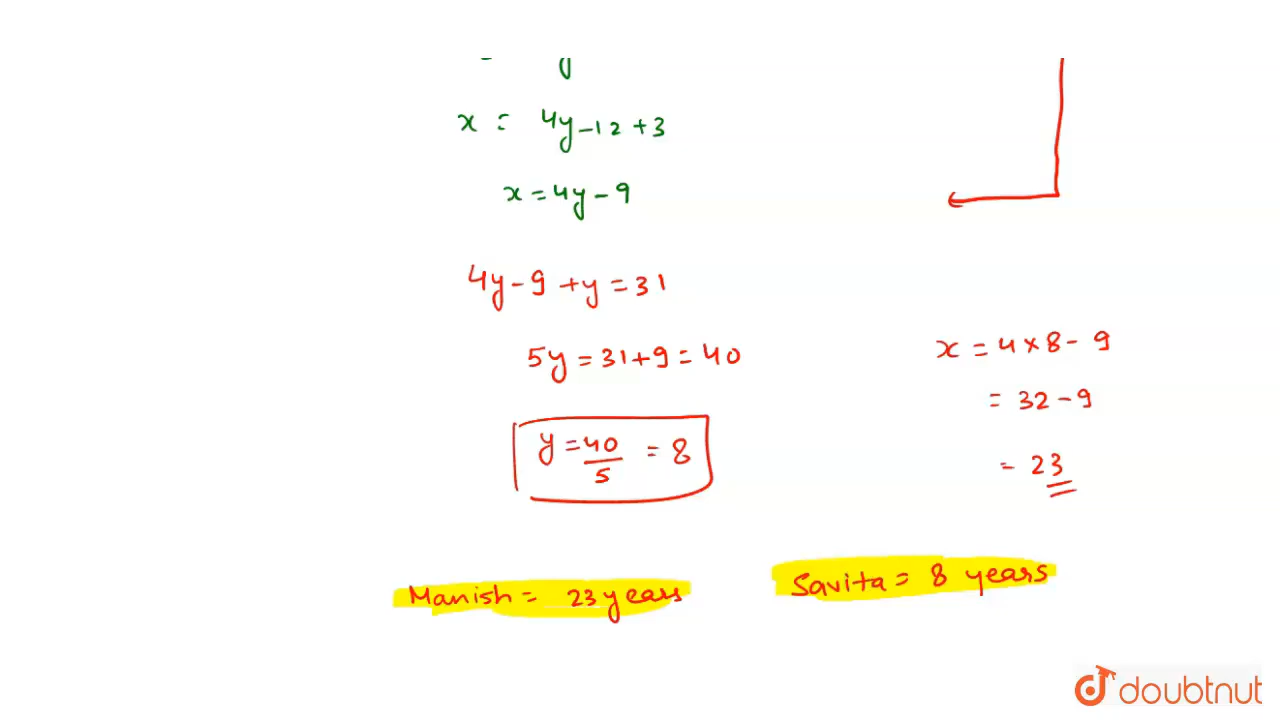 x = 4y-12+3
x = 4y-9
4y-9+y=31
5y=31+9=40
y = 40/5 = 8
x = 4×8-9
= 32-9
= 23
Manish = 23 years
Savita = 8 years
doubtnut